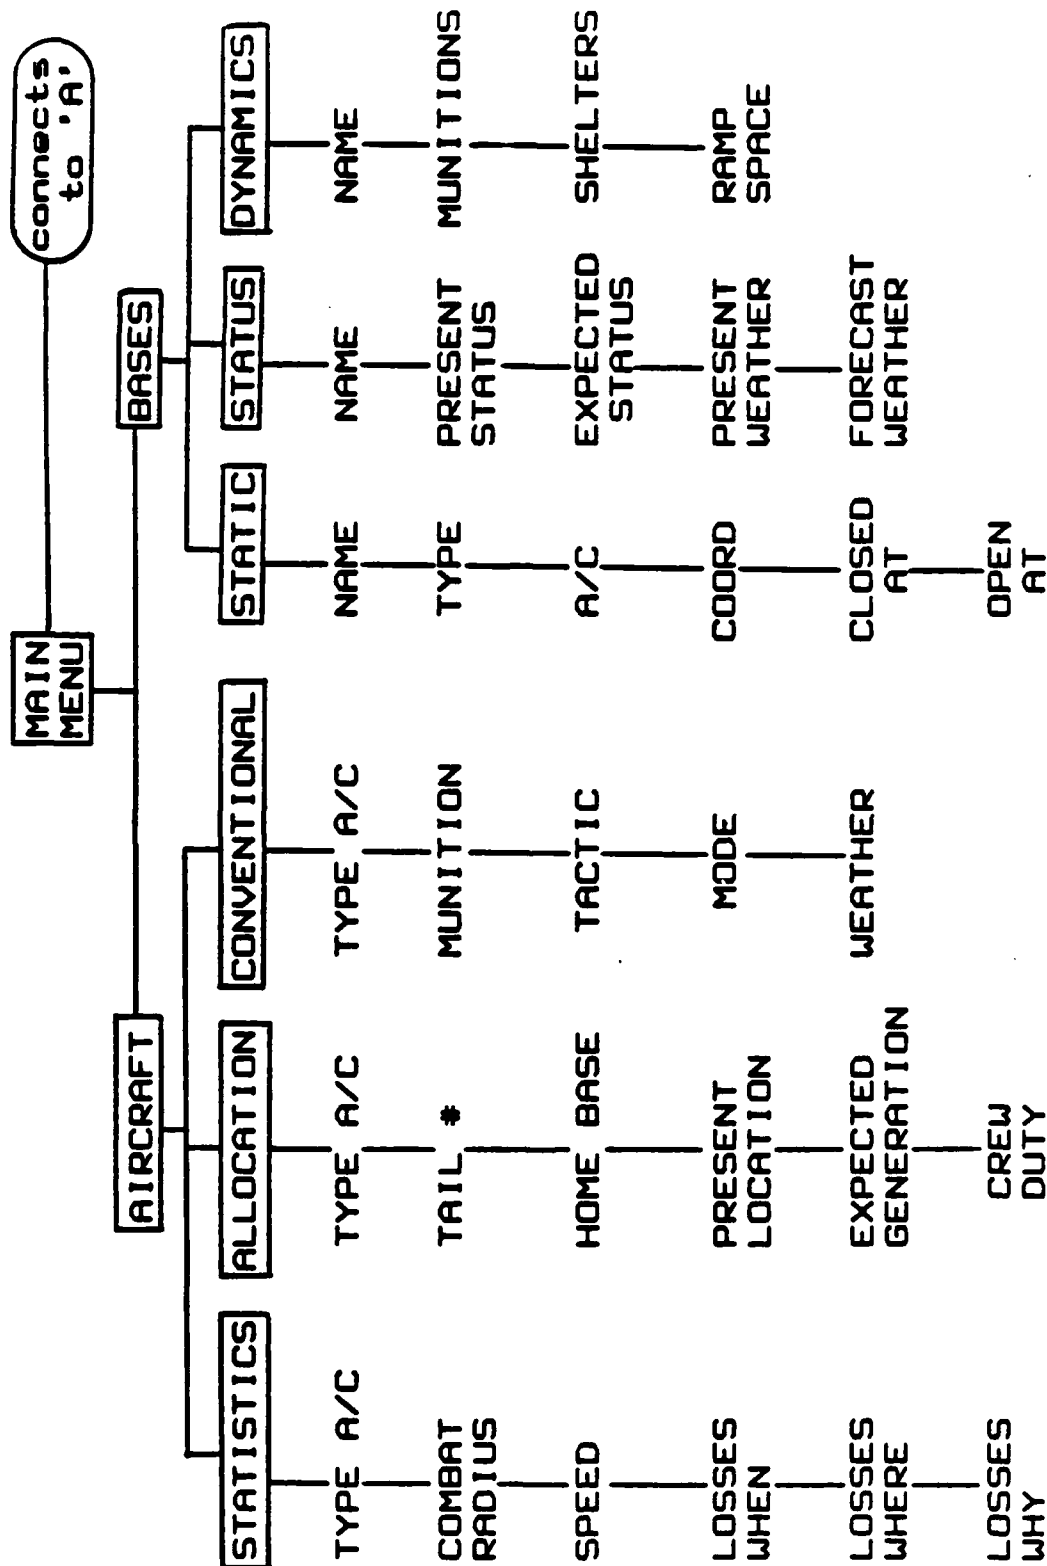 MAIN
MENU
connects
to 'A'
AIRCRAFT
BASES
STATISTICS
ALLOCATION
CONVENTIONAL
STATIC
STATUS
DYNAMICS
TYPE A/C
COMBAT
RADIUS
SPEED
LOSSES
WHEN
LOSSES
WHERE
LOSSES
WHY
TYPE A/C
TAIL #
HOME BASE
PRESENT
LOCATION
EXPECTED
GENERATION
CREW
DUTY
TYPE A/C
MUNITION
TACTIC
MODE
WEATHER
NAME
TYPE
A/C
COORD
CLOSED
AT
OPEN
AT
NAME
PRESENT
STATUS
EXPECTED
STATUS
PRESENT
WEATHER
FORECAST
WEATHER
NAME
MUNITIONS
SHELTERS
RAMP
SPACE